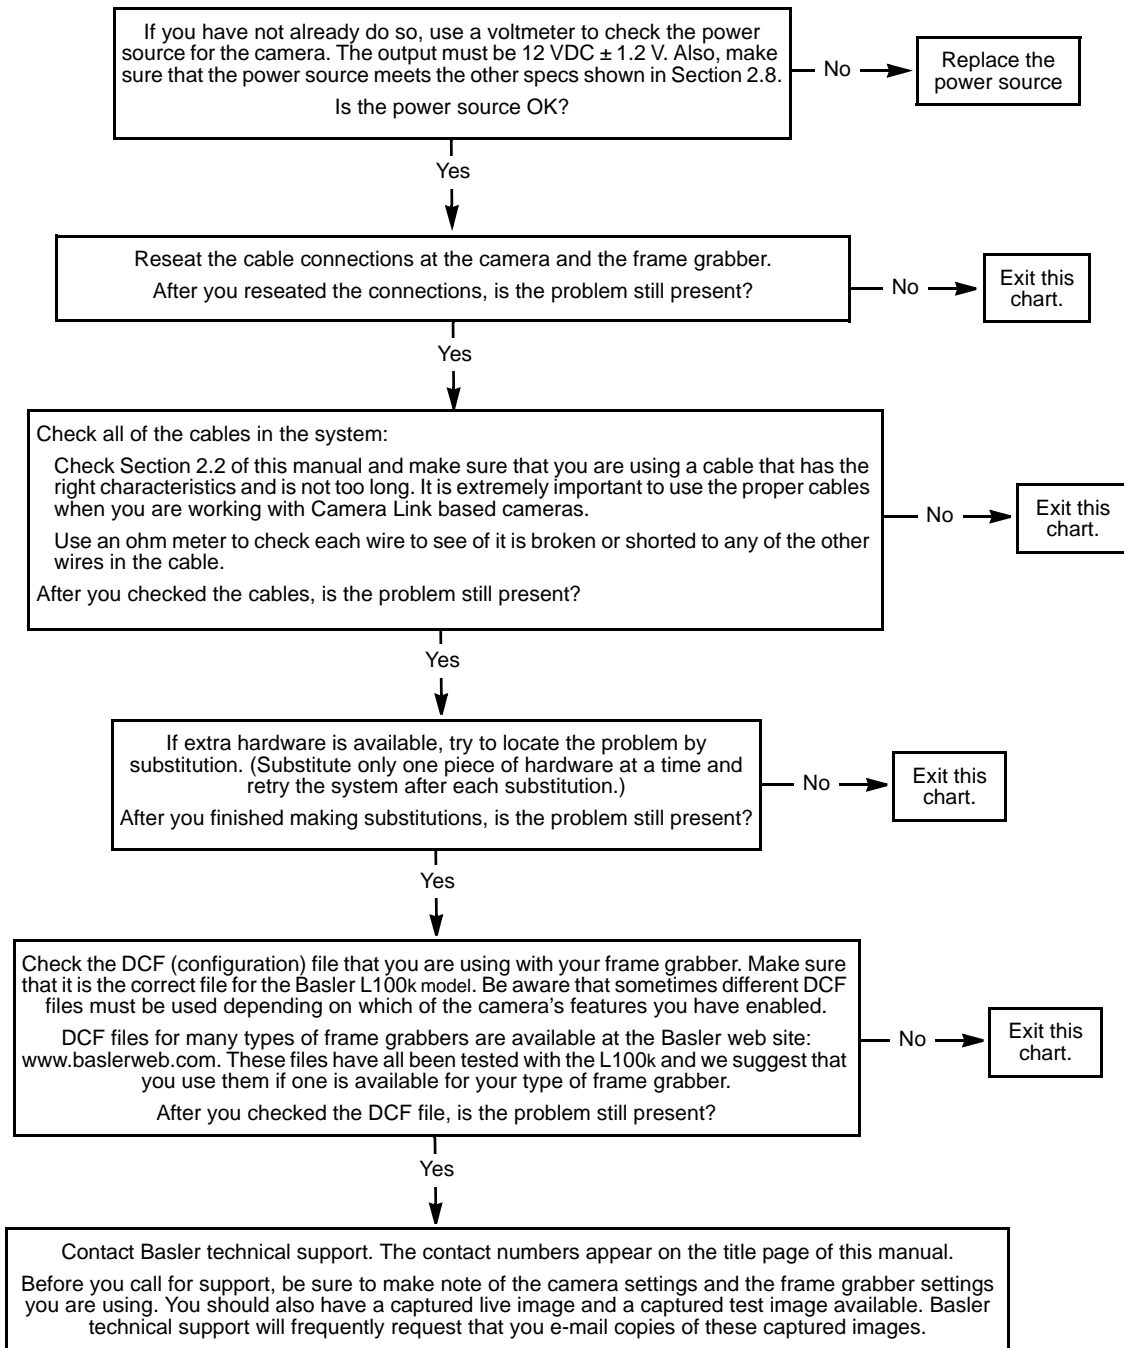 If you have not already do so, use a voltmeter to check the power
source for the camera. The output must be 12 VDC ± 1.2 V. Also, make
sure that the power source meets the other specs shown in Section 2.8.
Is the power source OK?
No
Replace the
power source
Yes
Reseat the cable connections at the camera and the frame grabber.
After you reseated the connections, is the problem still present?
No
Exit this
chart.
Yes
Check all of the cables in the system:
Check Section 2.2 of this manual and make sure that you are using a cable that has the
right characteristics and is not too long. It is extremely important to use the proper cables
when you are working with Camera Link based cameras.
Use an ohm meter to check each wire to see of it is broken or shorted to any of the other
wires in the cable.
After you checked the cables, is the problem still present?
No
Exit this
chart.
Yes
If extra hardware is available, try to locate the problem by
substitution. (Substitute only one piece of hardware at a time and
retry the system after each substitution.)
After you finished making substitutions, is the problem still present?
No
Exit this
chart.
Yes
Check the DCF (configuration) file that you are using with your frame grabber. Make sure
that it is the correct file for the Basler L100k model. Be aware that sometimes different DCF
files must be used depending on which of the camera's features you have enabled.
DCF files for many types of frame grabbers are available at the Basler web site:
www.baslerweb.com. These files have all been tested with the L100k and we suggest that
you use them if one is available for your type of frame grabber.
After you checked the DCF file, is the problem still present?
No
Exit this
chart.
Yes
Contact Basler technical support. The contact numbers appear on the title page of this manual.
Before you call for support, be sure to make note of the camera settings and the frame grabber settings
you are using. You should also have a captured live image and a captured test image available. Basler
technical support will frequently request that you e-mail copies of these captured images.